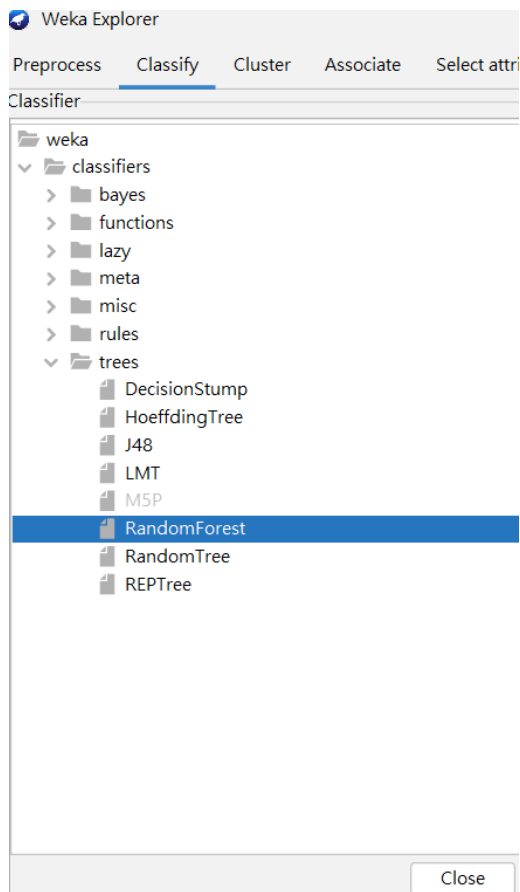 Weka Explorer
Preprocess Classify Cluster Associate Select attri
Classifier
weka
classifiers
bayes
functions
lazy
meta
misc
rules
trees
DecisionStump
HoeffdingTree
J48
LMT
M5P
RandomForest
RandomTree
REPTree
Close